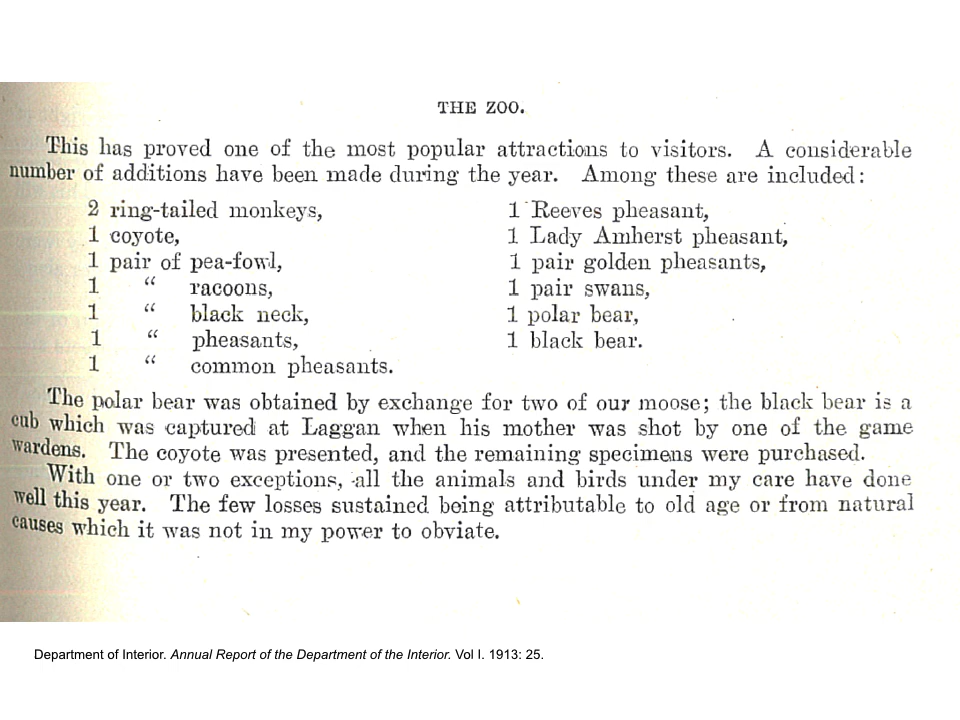 THE ZOO.
This has proved one of the most popular attractions to visitors. A considerable
number of additions have been made during the year. Among these are included:
2 ring-tailed monkeys,
1 coyote,
1 pair of pea-fowl,
1 “ racoons,
1 “ black neck,
1 “ pheasants,
1 “ common pheasants.
1 Reeves pheasant,
1 Lady Amherst pheasant,
1 pair golden pheasants,
1 pair swans,
1 polar bear,
1 black bear.
The polar bear was obtained by exchange for two of our moose; the black bear is a
cub which was captured at Laggan when his mother was shot by one of the game
wardens. The coyote was presented, and the remaining specimens were purchased.
With one or two exceptions, all the animals and birds under my care have done
well this year. The few losses sustained being attributable to old age or from natural
causes which it was not in my power to obviate.
Department of Interior. Annual Report of the Department of the Interior. Vol I. 1913: 25.